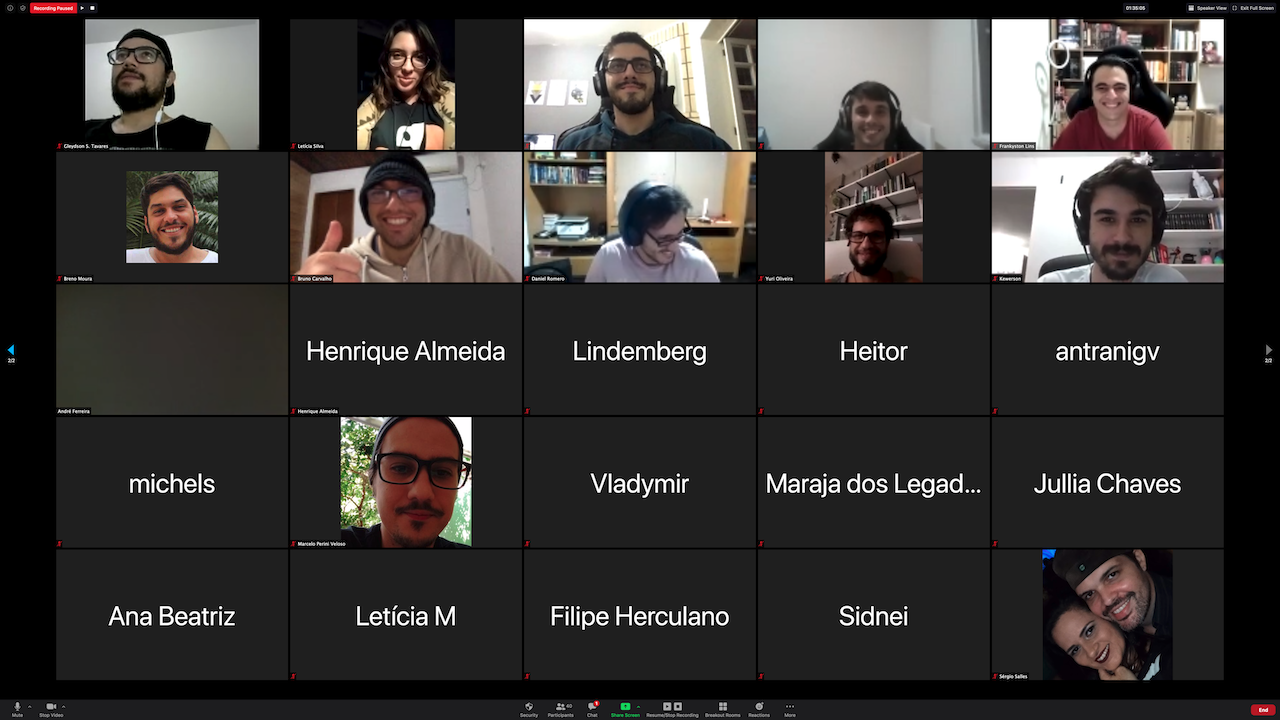 Recording Paused
01:35:05
Speaker View
Exit Full Screen
Gleydson S. Tavares
Letícia Silva
Frankyston Lins
Breno Moura
Bruno Carvalho
Daniel Romero
Yuri Oliveira
Kewerson
2/2
2/2
André Ferreira
Henrique Almeida
Henrique Almeida
Lindemberg
Heitor
antranigv
michels
Marcelo Perini Veloso
Vladymir
Maraja dos Legad...
Jullia Chaves
Ana Beatriz
Letícia M
Filipe Herculano
Sidnei
Sérgio Salles
Mute
Stop Video
Security
Participants
40
Chat
Share Screen
Resume/Stop Recording
Breakout Rooms
Reactions
More
End